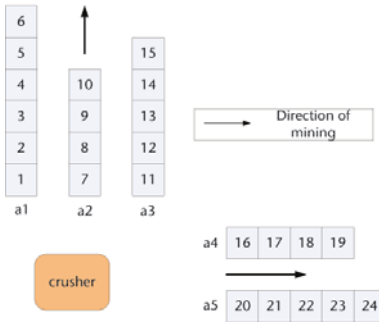 6
5 15
4 10 14
3 9 13
2 8 12
1 7 11
a1 a2 a3
Direction of
mining
a4 16 17 18 19
crusher
a5 20 21 22 23 24